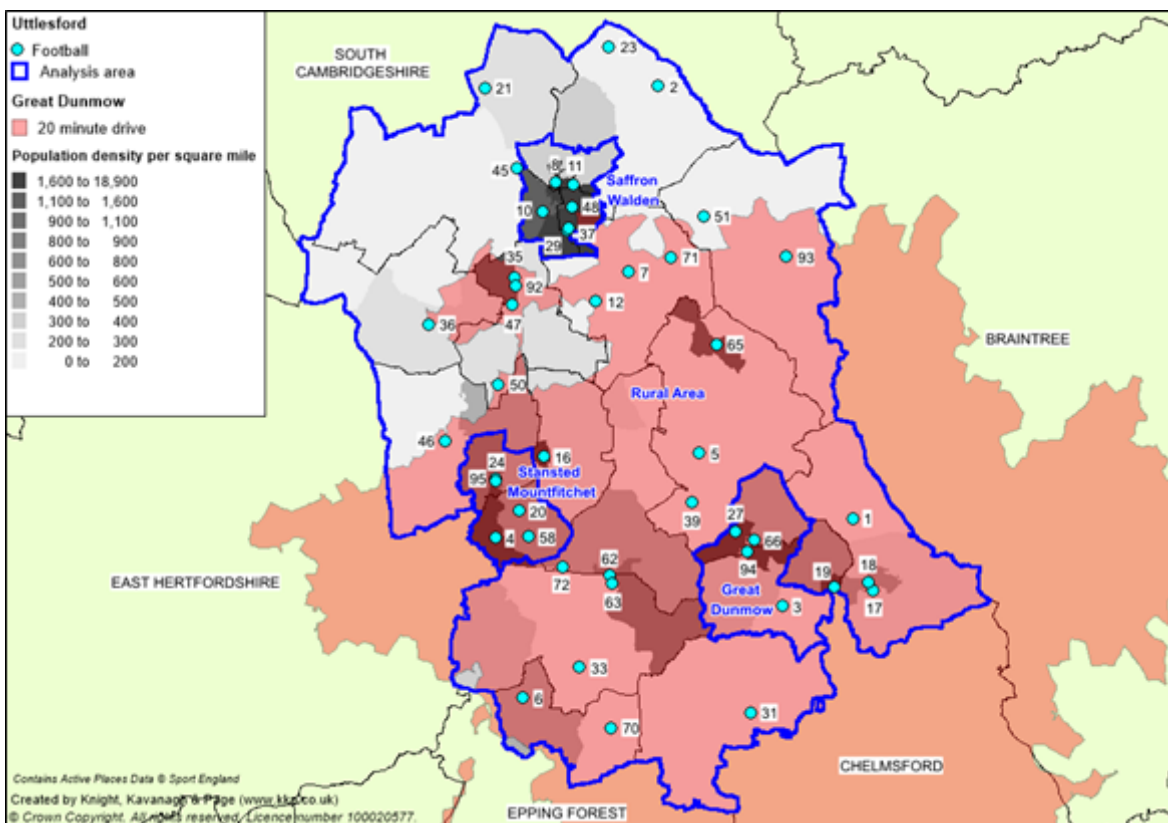 Uttlesford
Football
Analysis area
Great Dunmow
20 minute drive
Population density per square mile
1,600 to 18,900
1,100 to 1,600
900 to 1,100
800 to 900
600 to 800
500 to 600
400 to 500
300 to 400
200 to 300
0 to 200
SOUTH
CAMBRIDGESHIRE
23
2
21
45
8
11
Saffron
Walden
10
48
37
29
51
71
93
7
35
92
12
47
36
65
BRAINTREE
50
Rural Area
46
24
16
5
95
Stansted
Mountfitchet
20
39
27
1
4
58
66
94
EAST HERTFORDSHIRE
72
62
63
Great
Dunmow
3
19
18
17
33
6
70
31
CHELMSFORD
EPPING FOREST
Contains Active Places Data © Sport England
Created by Knight, Kavanagh & Page (www.kkp.co.uk)
© Crown Copyright. All rights reserved. Licence number 100020577.